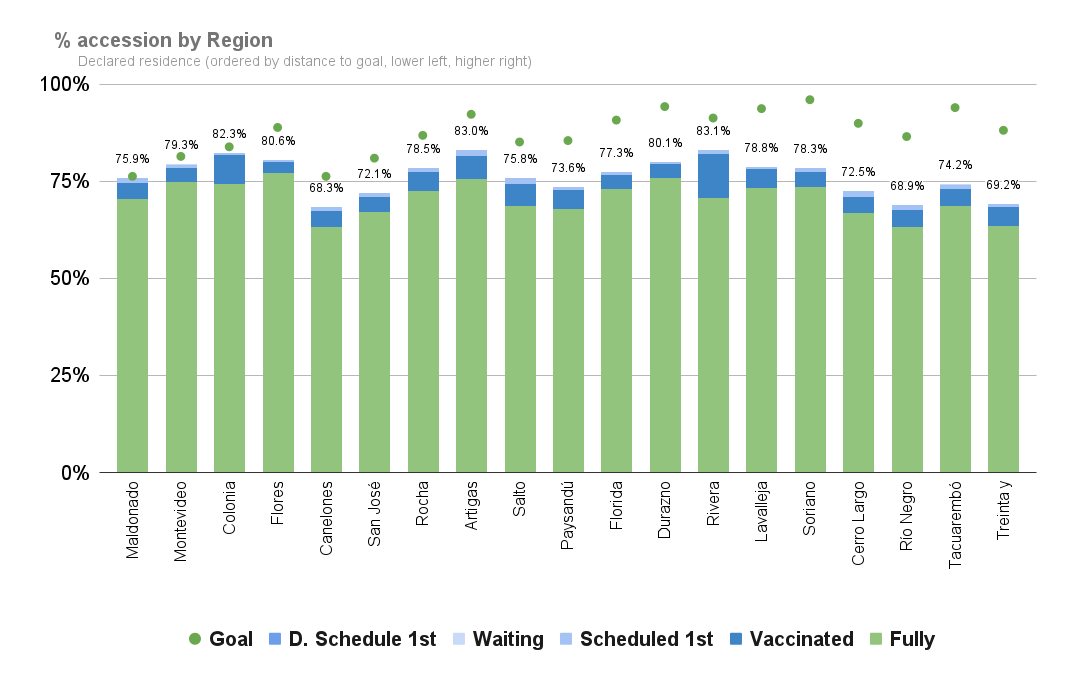 % accession by Region
Declared residence (ordered by distance to goal, lower left, higher right)
100%
75%
50%
25%
0%
75.9%
79.3%
82.3%
80.6%
68.3%
72.1%
78.5%
83.0%
75.8%
73.6%
77.3%
80.1%
83.1%
78.8%
78.3%
72.5%
68.9%
74.2%
69.2%
Maldonado
Montevideo
Colonia
Flores
Canelones
San José
Rocha
Artigas
Salto
Paysandú
Florida
Durazno
Rivera
Lavalleja
Soriano
Cerro Largo
Río Negro
Tacuarembó
Treinta y
Goal
D. Schedule 1st
Waiting
Scheduled 1st
Vaccinated
Fully